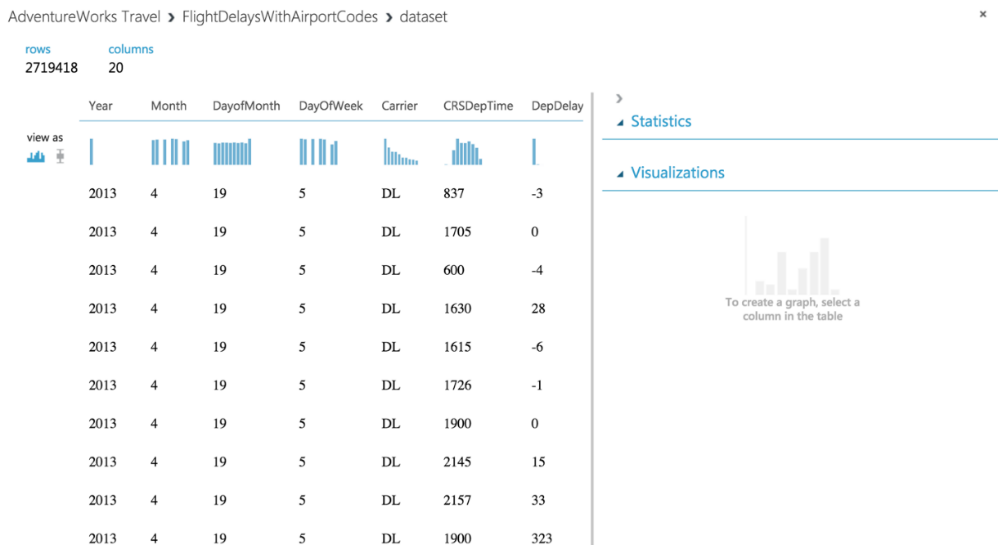 AdventureWorks Travel ❯ FlightDelaysWithAirportCodes ❯ dataset ×
rows columns
2719418 20
Year Month DayofMonth DayOfWeek Carrier CRSDepTime DepDelay
view as
2013 4 19 5 DL 837 -3
2013 4 19 5 DL 1705 0
2013 4 19 5 DL 600 -4
2013 4 19 5 DL 1630 28
2013 4 19 5 DL 1615 -6
2013 4 19 5 DL 1726 -1
2013 4 19 5 DL 1900 0
2013 4 19 5 DL 2145 15
2013 4 19 5 DL 2157 33
2013 4 19 5 DL 1900 323
Statistics
Visualizations
To create a graph, select a
column in the table